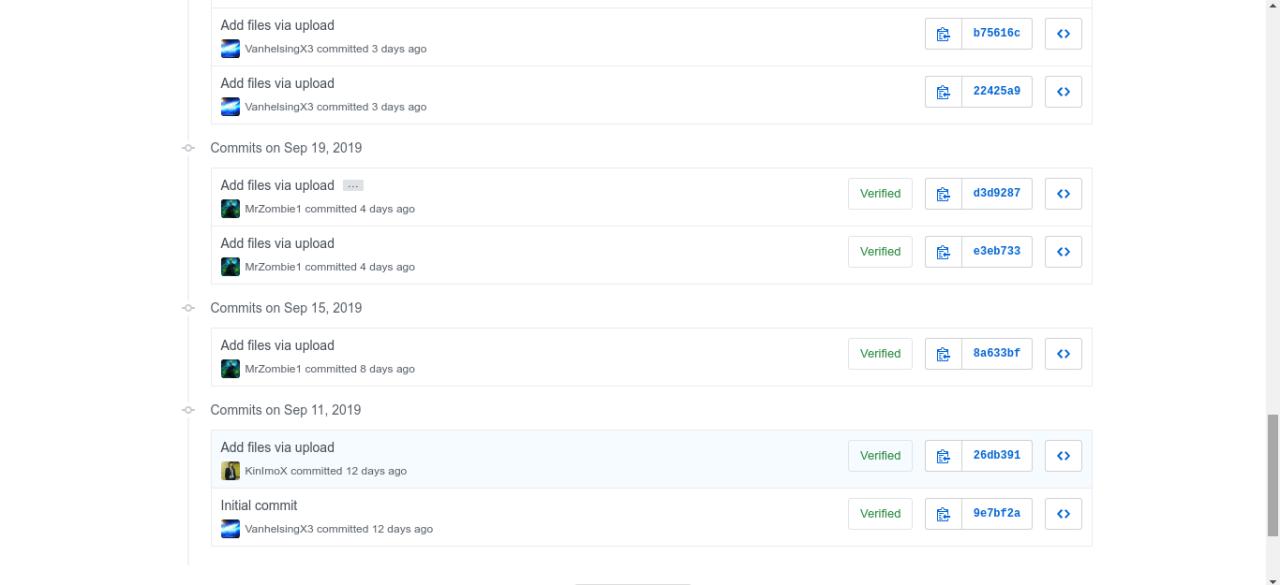 Add files via upload
VanhelsingX3 committed 3 days ago
b75616c
Add files via upload
VanhelsingX3 committed 3 days ago
22425a9
Commits on Sep 19, 2019
Add files via upload ...
MrZombie1 committed 4 days ago
Verified
d3d9287
Add files via upload
MrZombie1 committed 4 days ago
Verified
e3eb733
Commits on Sep 15, 2019
Add files via upload
MrZombie1 committed 8 days ago
Verified
8a633bf
Commits on Sep 11, 2019
Add files via upload
KinImoX committed 12 days ago
Verified
26db391
Initial commit
VanhelsingX3 committed 12 days ago
Verified
9e7bf2a